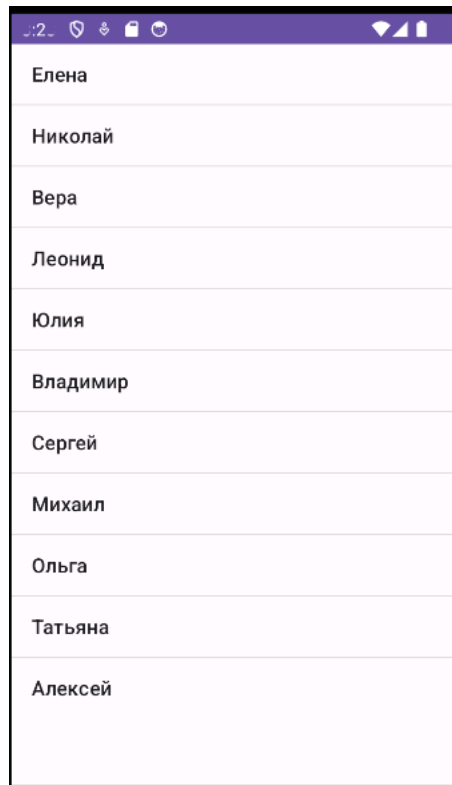 Елена
Николай
Вера
Леонид
Юлия
Владимир
Сергей
Михаил
Ольга
Татьяна
Алексей